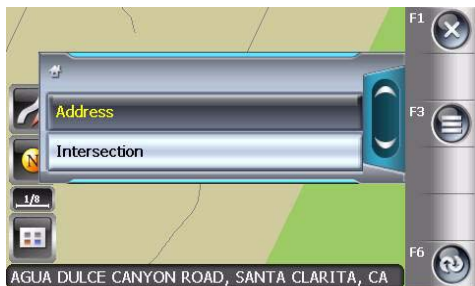 F1
Address
F3
Intersection
N
1/8
F6
AGUA DULCE CANYON ROAD, SANTA CLARITA, CA